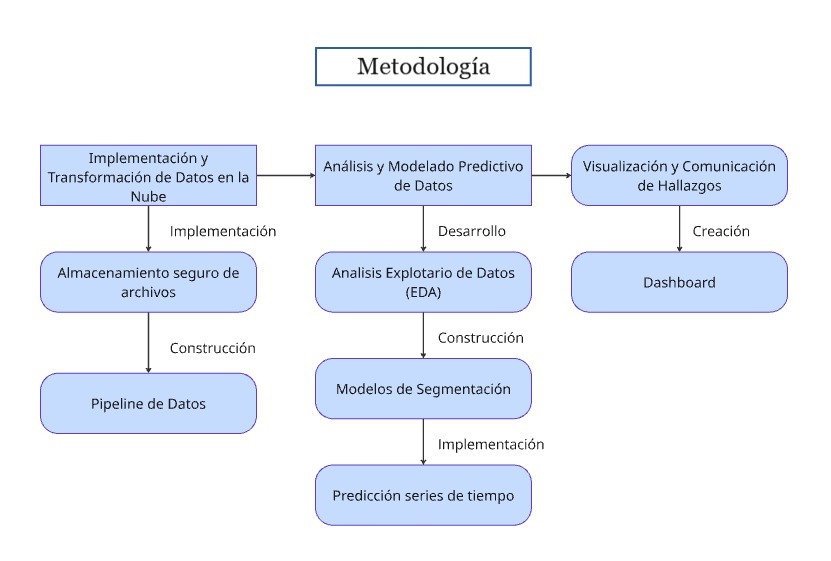 Metodología
Implementación y
Transformación de Datos en la
Nube
Análisis y Modelado Predictivo
de Datos
Visualización y Comunicación
de Hallazgos
Implementación
Desarrollo
Creación
Almacenamiento seguro de
archivos
Analisis Explotario de Datos
(EDA)
Dashboard
Construcción
Construcción
Pipeline de Datos
Modelos de Segmentación
Implementación
Predicción series de tiempo